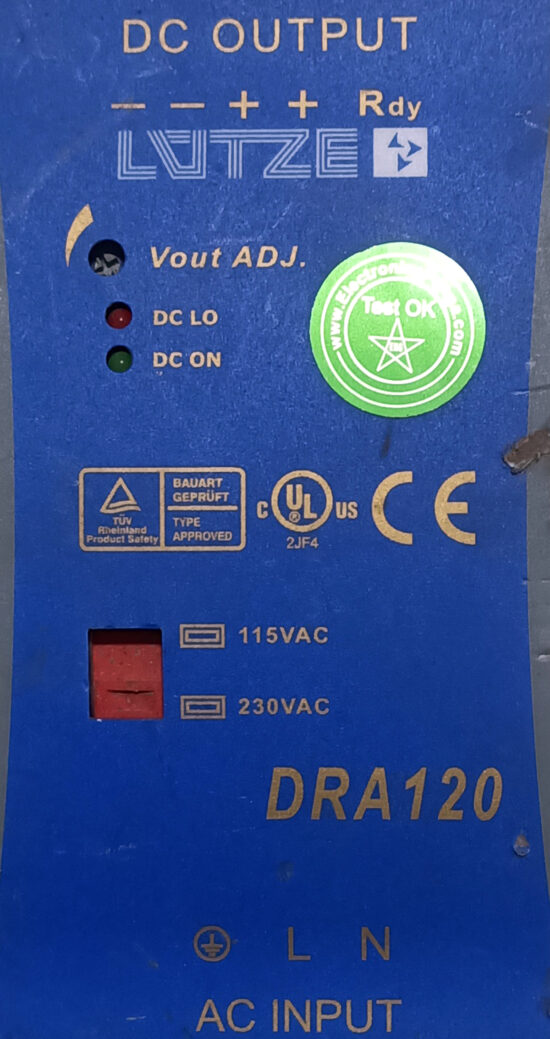 DC OUTPUT
− − + + Rdy
LÜTZE
Vout ADJ.
DC LO
DC ON
Test OK
TM
TÜV
Rheinland
Product Safety
BAUART
GEPRÜFT
TYPE
APPROVED
C UL US
®
2JF4
CE
115VAC
230VAC
DRA120
L N
AC INPUT